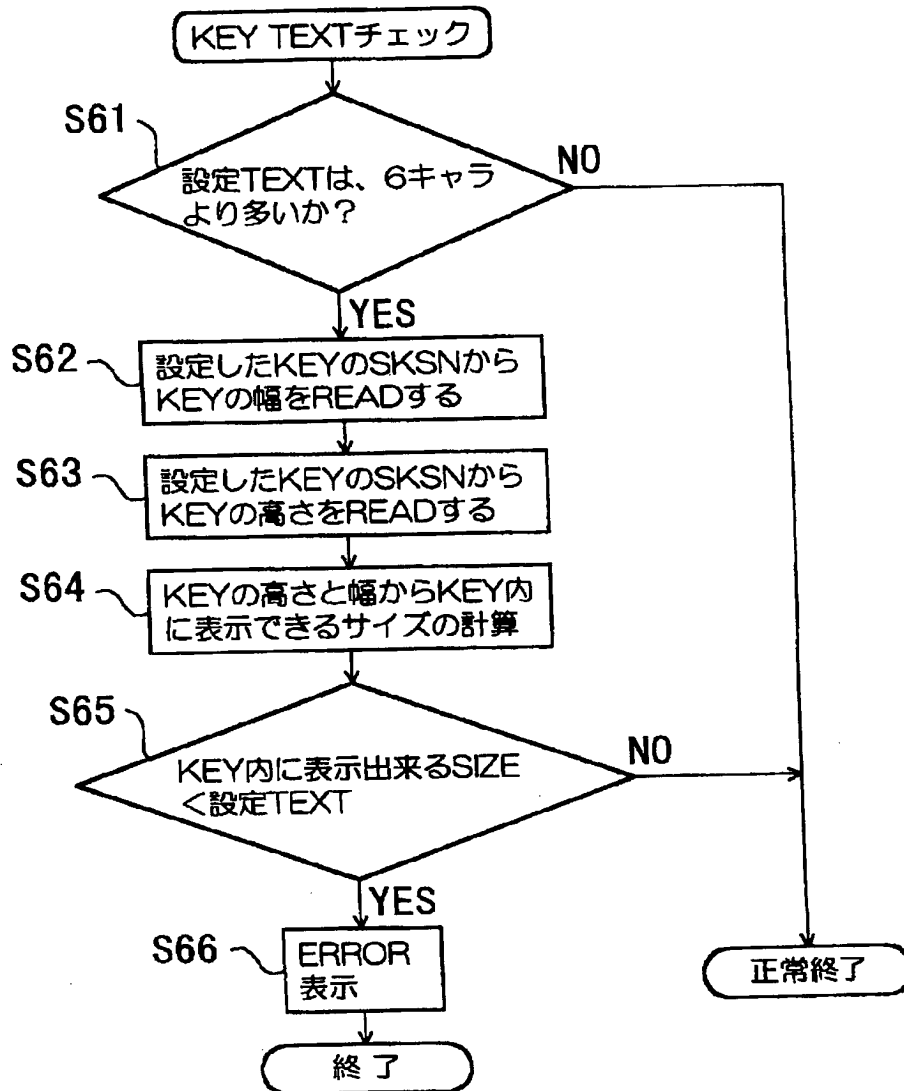 KEY TEXTチェック
S61
設定TEXTは、6キャラ
より多いか?
NO
YES
S62
設定したKEYのSKSNから
KEYの幅をREADする
S63
設定したKEYのSKSNから
KEYの高さをREADする
S64
KEYの高さと幅からKEY内
に表示できるサイズの計算
S65
KEY内に表示出来るSIZE
<設定TEXT
NO
YES
S66
ERROR
表示
正常終了
終了